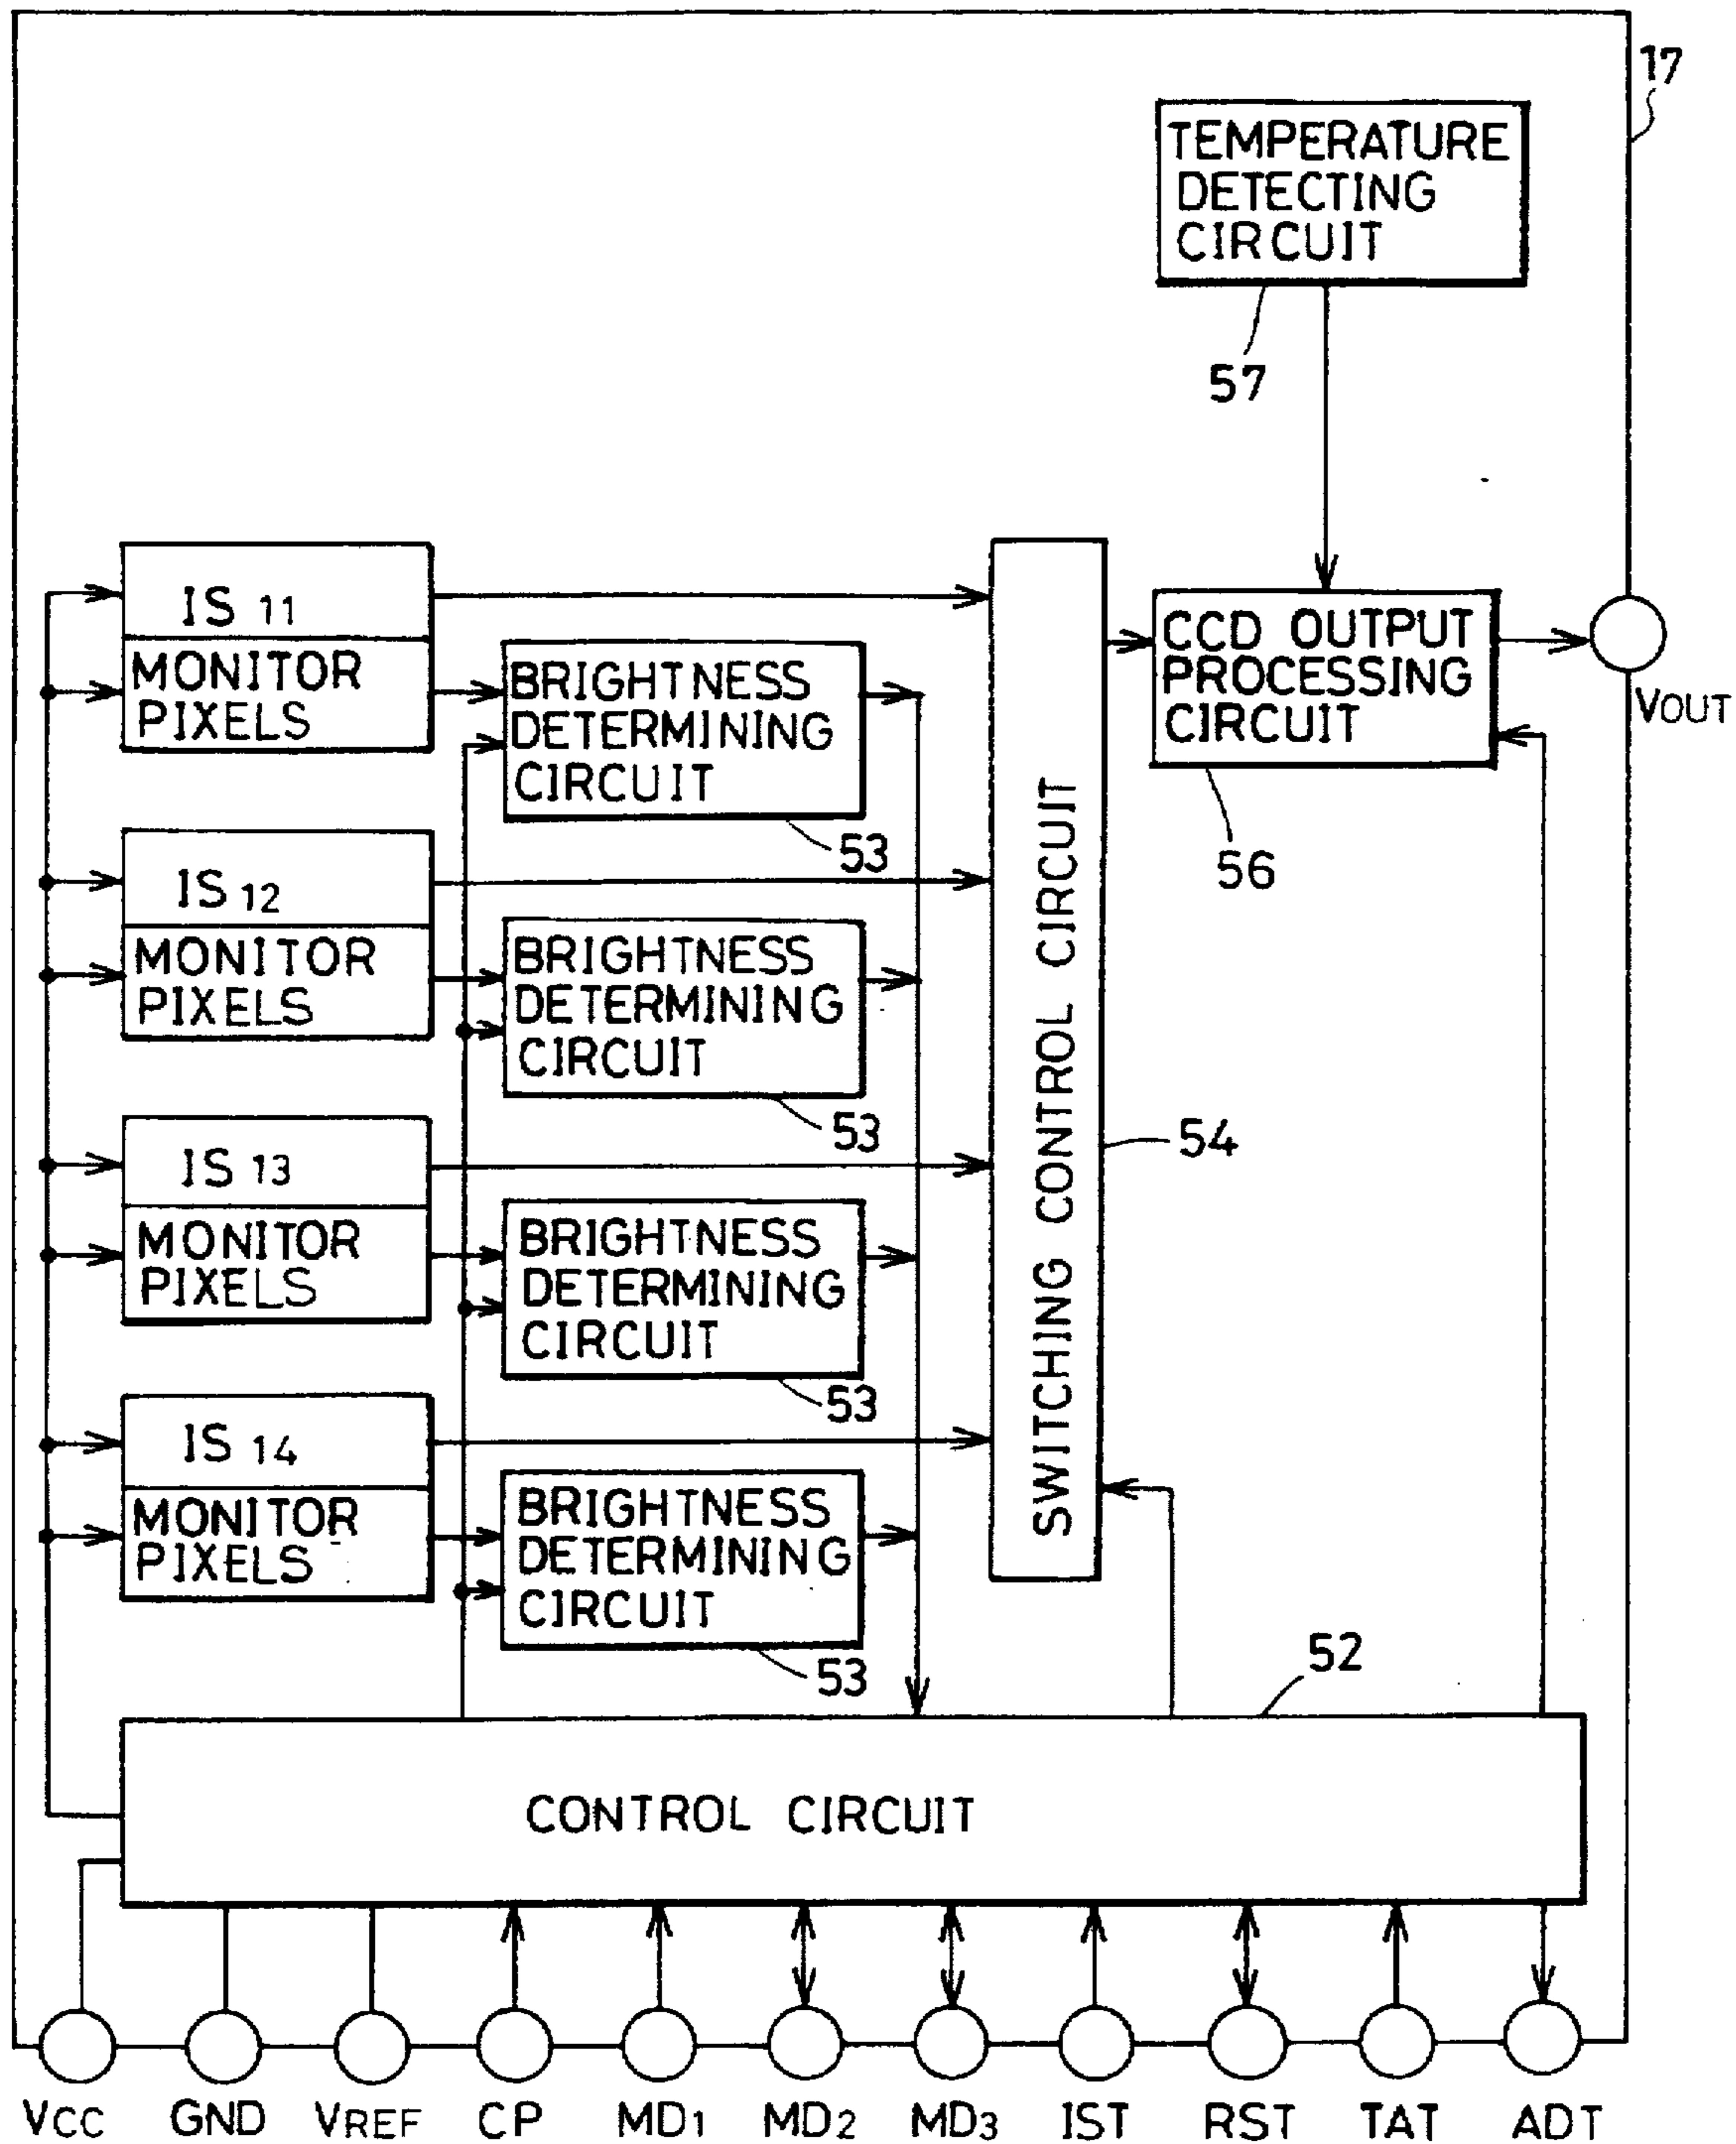 17
TEMPERATURE
DETECTING
CIRCUIT
57
IS 11
MONITOR
PIXELS
BRIGHTNESS
DETERMINING
CIRCUIT
53
CCD OUTPUT
PROCESSING
CIRCUIT
56
VOUT
IS 12
MONITOR
PIXELS
BRIGHTNESS
DETERMINING
CIRCUIT
53
SWITCHING CONTROL CIRCUIT
54
IS 13
MONITOR
PIXELS
BRIGHTNESS
DETERMINING
CIRCUIT
53
IS 14
MONITOR
PIXELS
BRIGHTNESS
DETERMINING
CIRCUIT
53
52
CONTROL CIRCUIT
VCC GND VREF CP MD1 MD2 MD3 IST RST TAT ADT